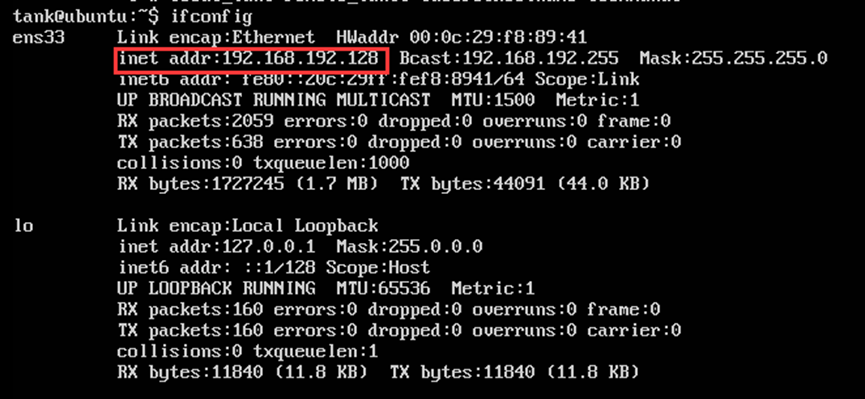 tank@ubuntu:~$ ifconfig
ens33 Link encap:Ethernet HWaddr 00:0c:29:f8:89:41
inet addr:192.168.192.128 Bcast:192.168.192.255 Mask:255.255.255.0
inet6 addr: fe80::20c:29ff:fef8:8941/64 Scope:Link
UP BROADCAST RUNNING MULTICAST MTU:1500 Metric:1
RX packets:2059 errors:0 dropped:0 overruns:0 frame:0
TX packets:638 errors:0 dropped:0 overruns:0 carrier:0
collisions:0 txqueuelen:1000
RX bytes:1727245 (1.7 MB) TX bytes:44091 (44.0 KB)
lo Link encap:Local Loopback
inet addr:127.0.0.1 Mask:255.0.0.0
inet6 addr: ::1/128 Scope:Host
UP LOOPBACK RUNNING MTU:65536 Metric:1
RX packets:160 errors:0 dropped:0 overruns:0 frame:0
TX packets:160 errors:0 dropped:0 overruns:0 carrier:0
collisions:0 txqueuelen:1
RX bytes:11840 (11.8 KB) TX bytes:11840 (11.8 KB)